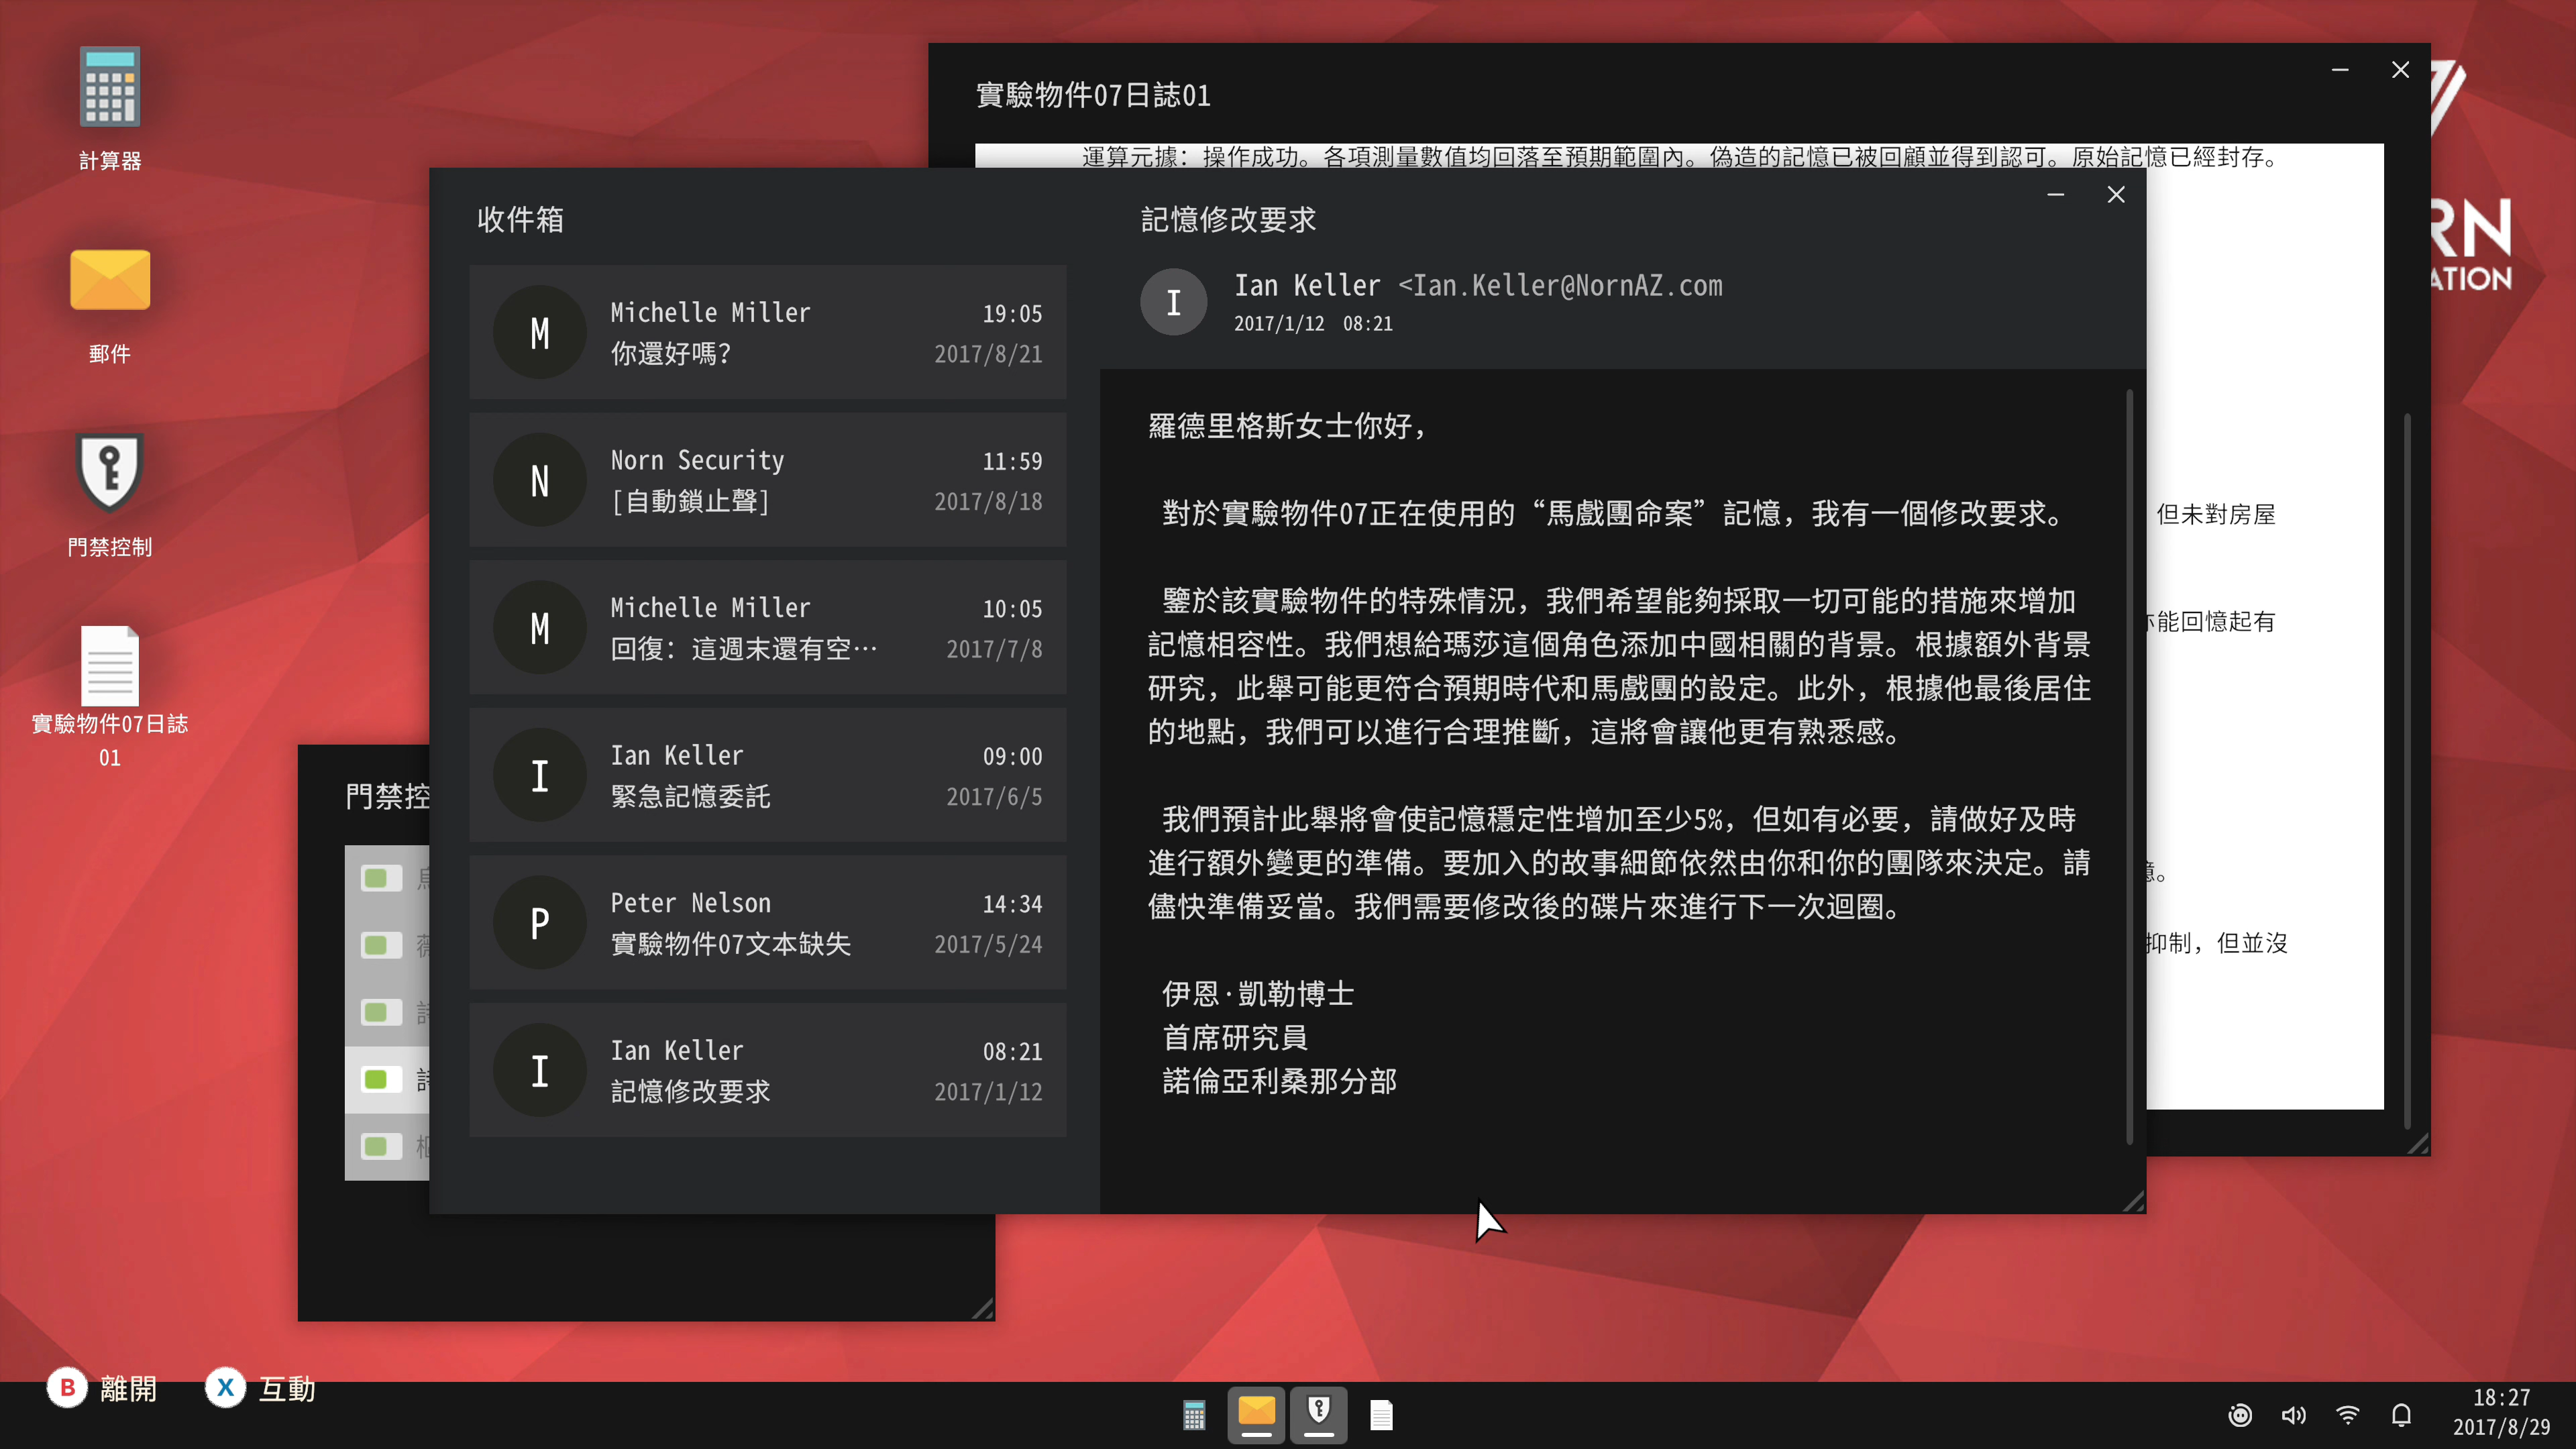 計算器
郵件
門禁控制
實驗物件07日誌
01
實驗物件07日誌01
運算元據：操作成功。各項測量數值均回落至預期範圍內。偽造的記憶已被回顧並得到認可。原始記憶已經封存。
但未對房屋
能回憶起有
。
抑制，但並沒
RN
ATION
門禁控
收件箱
Michelle Miller 19:05
你還好嗎？ 2017/8/21
Norn Security 11:59
[自動鎖止聲] 2017/8/18
Michelle Miller 10:05
回復：這週末還有空… 2017/7/8
Ian Keller 09:00
緊急記憶委託 2017/6/5
Peter Nelson 14:34
實驗物件07文本缺失 2017/5/24
Ian Keller 08:21
記憶修改要求 2017/1/12
M
N
M
I
P
I
記憶修改要求
I
Ian Keller <Ian.Keller@NornAZ.com
2017/1/12 08:21
羅德里格斯女士你好，
對於實驗物件07正在使用的“馬戲團命案”記憶，我有一個修改要求。
鑒於該實驗物件的特殊情況，我們希望能夠採取一切可能的措施來增加
記憶相容性。我們想給瑪莎這個角色添加中國相關的背景。根據額外背景
研究，此舉可能更符合預期時代和馬戲團的設定。此外，根據他最後居住
的地點，我們可以進行合理推斷，這將會讓他更有熟悉感。
我們預計此舉將會使記憶穩定性增加至少5%，但如有必要，請做好及時
進行額外變更的準備。要加入的故事細節依然由你和你的團隊來決定。請
儘快準備妥當。我們需要修改後的碟片來進行下一次迴圈。
伊恩·凱勒博士
首席研究員
諾倫亞利桑那分部
B 離開 X 互動
18:27
2017/8/29